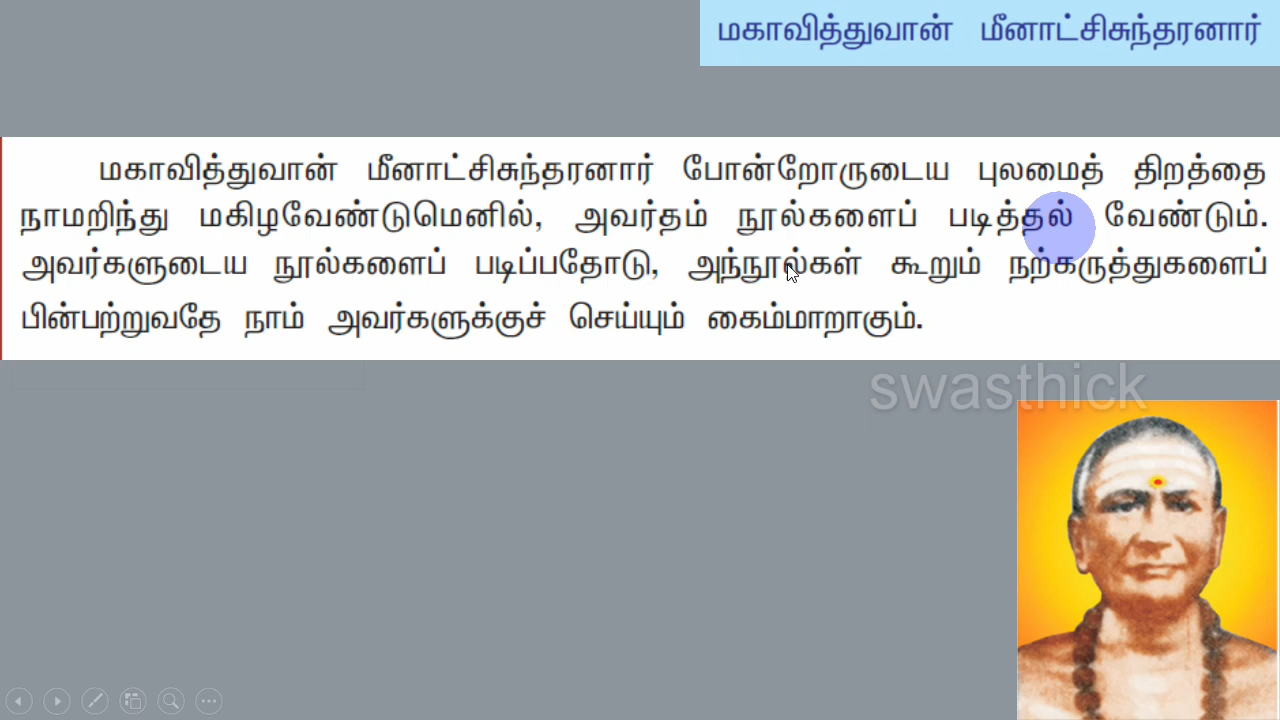 மகாவித்துவான் மீனாட்சிசுந்தரனார்
மகாவித்துவான் மீனாட்சிசுந்தரனார் போன்றோருடைய புலமைத் திறத்தை
நாமறிந்து மகிழவேண்டுமெனில், அவர்தம் நூல்களைப் படித்தல் வேண்டும்.
அவர்களுடைய நூல்களைப் படிப்பதோடு, அந்நூல்கள் கூறும் நற்கருத்துகளைப்
பின்பற்றுவதே நாம் அவர்களுக்குச் செய்யும் கைம்மாறாகும்.
swasthick